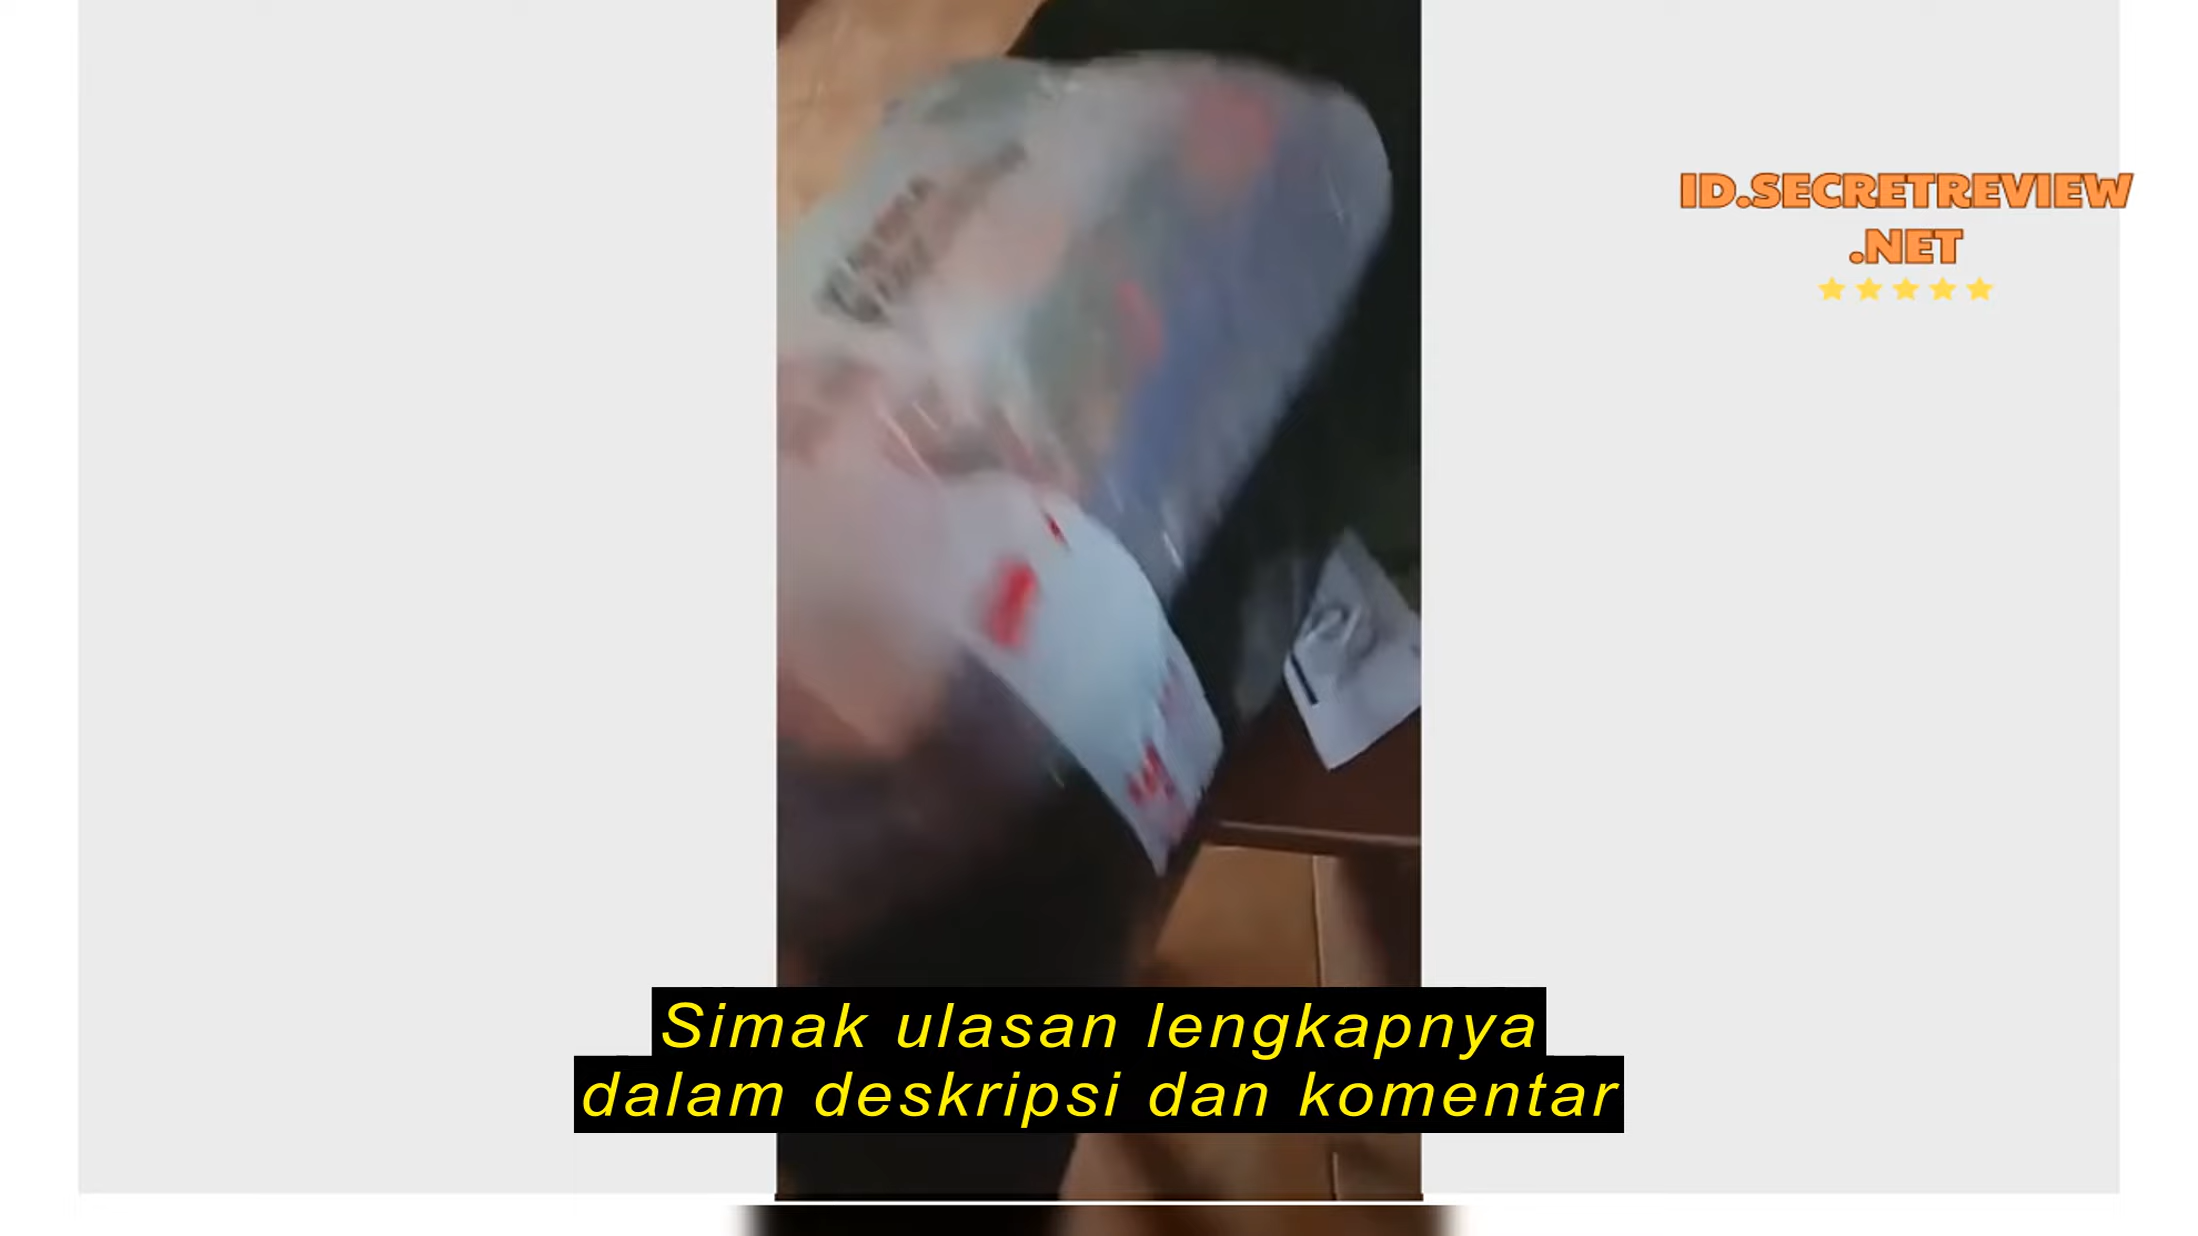 ID.SECRETREVIEW
.NET
Simak ulasan lengkapnya
dalam deskripsi dan komentar